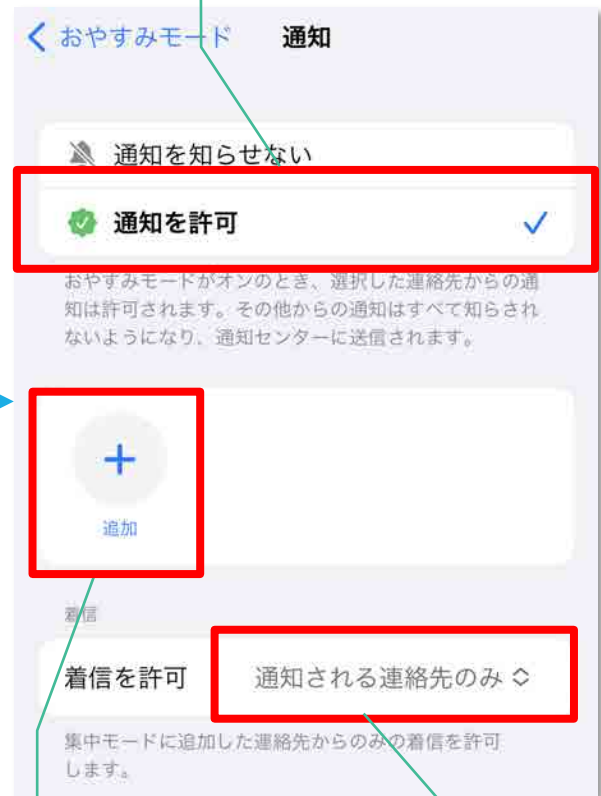 おやすみモード 通知
通知を知らせない
通知を許可
おやすみモードがオンのとき、選択した連絡先からの通
知は許可されます。その他からの通知はすべて知らされ
ないようになり、通知センターに送信されます。
追加
着信
着信を許可 通知される連絡先のみ
集中モードに追加した連絡先からのみの着信を許可
します。